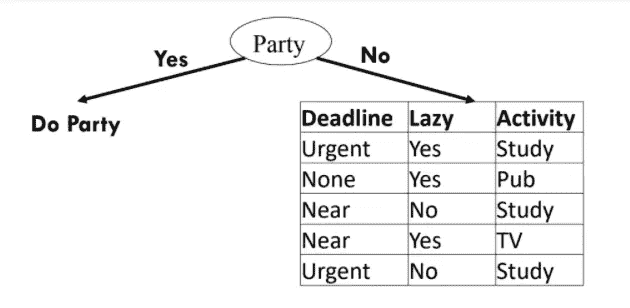 Party
Yes
No
Do Party
Deadline Lazy Activity
Urgent Yes Study
None Yes Pub
Near No Study
Near Yes TV
Urgent No Study